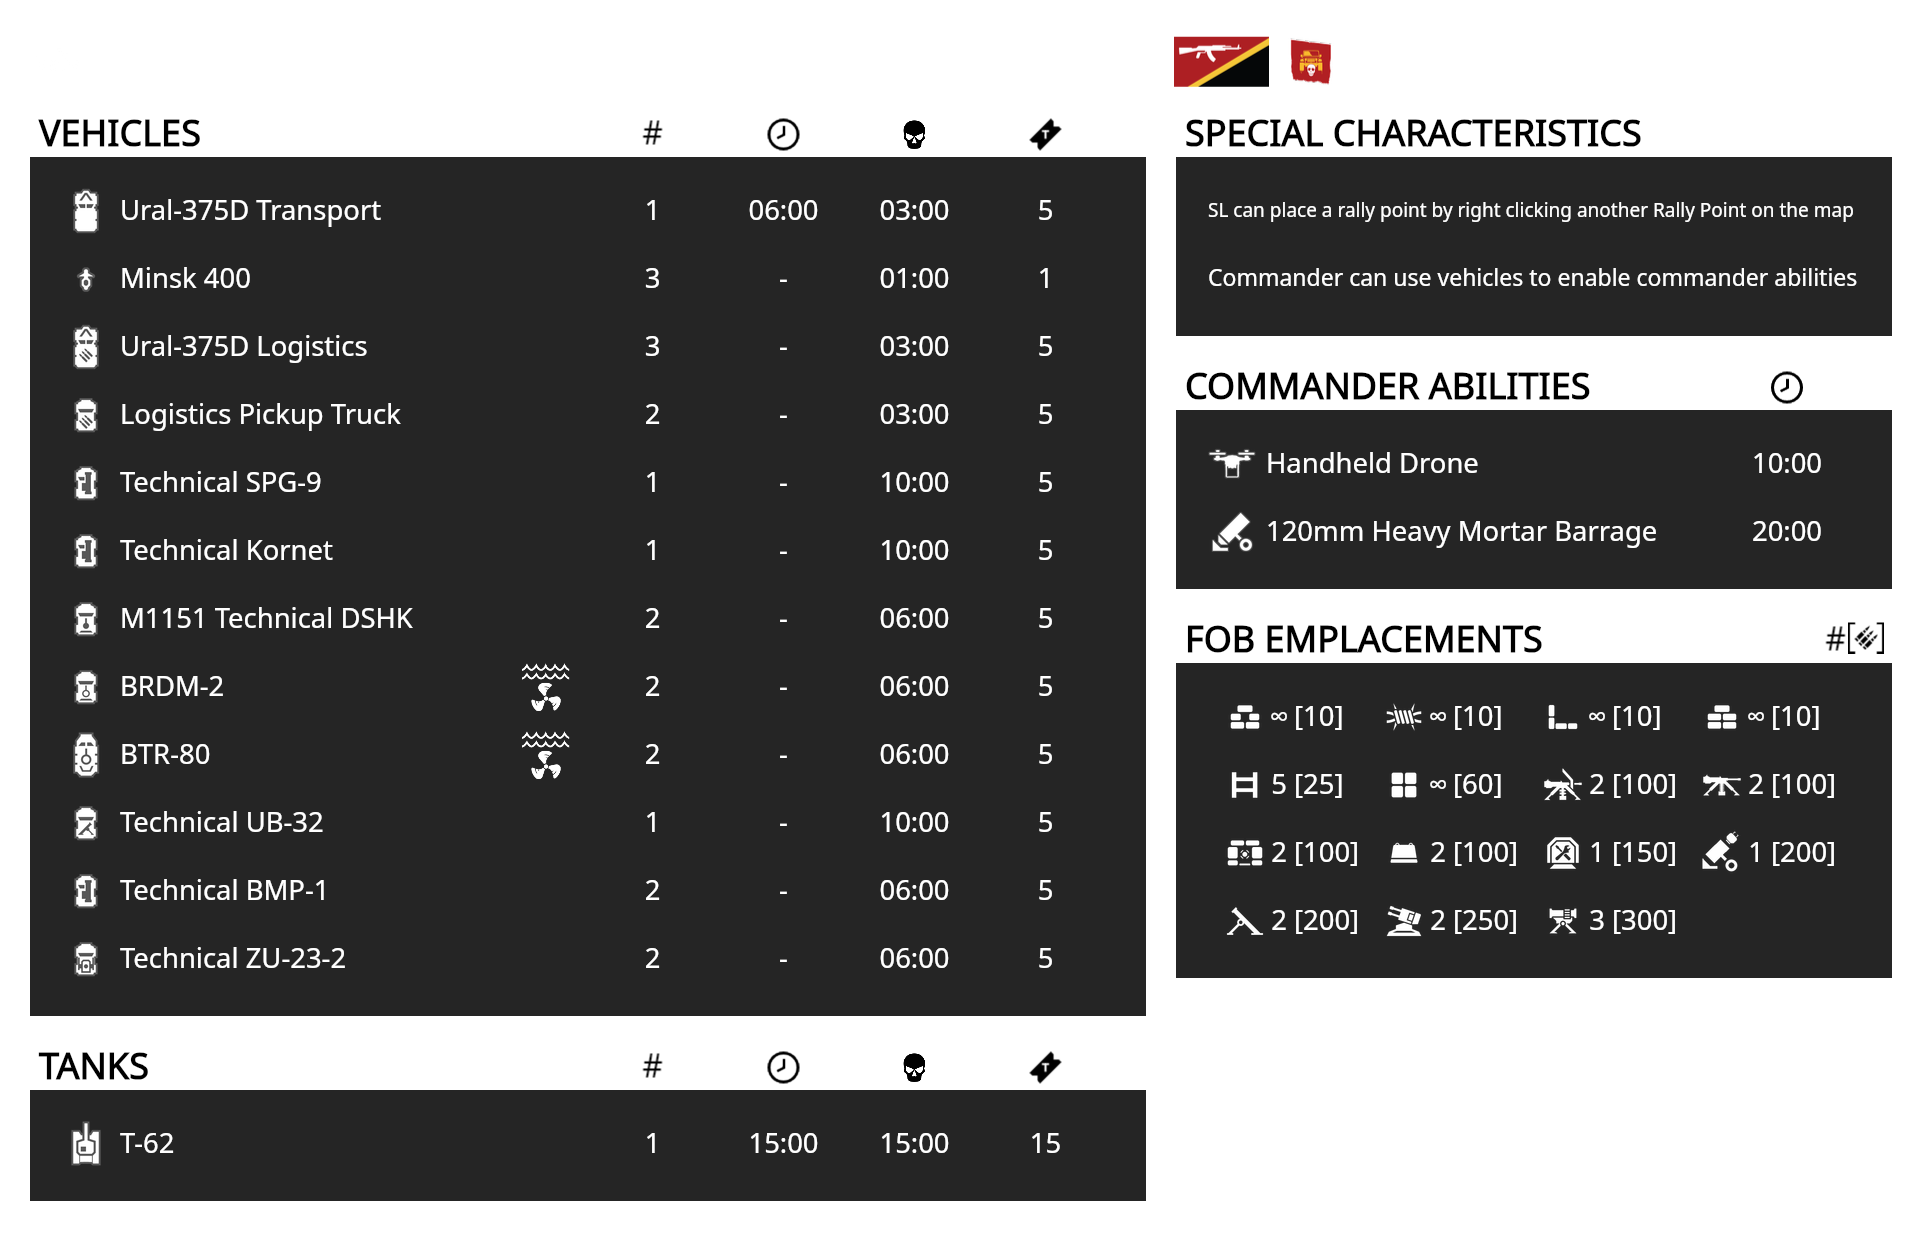 VEHICLES #
Ural-375D Transport 1 06:00 03:00 5
Minsk 400 3 - 01:00 1
Ural-375D Logistics 3 - 03:00 5
Logistics Pickup Truck 2 - 03:00 5
Technical SPG-9 1 - 10:00 5
Technical Kornet 1 - 10:00 5
M1151 Technical DSHK 2 - 06:00 5
BRDM-2 2 - 06:00 5
BTR-80 2 - 06:00 5
Technical UB-32 1 - 10:00 5
Technical BMP-1 2 - 06:00 5
Technical ZU-23-2 2 - 06:00 5
TANKS #
T-62 1 15:00 15:00 15
SPECIAL CHARACTERISTICS
SL can place a rally point by right clicking another Rally Point on the map
Commander can use vehicles to enable commander abilities
COMMANDER ABILITIES
Handheld Drone 10:00
120mm Heavy Mortar Barrage 20:00
FOB EMPLACEMENTS #[]
∞ [10] ∞ [10] ∞ [10] ∞ [10]
5 [25] ∞ [60] 2 [100] 2 [100]
2 [100] 2 [100] 1 [150] 1 [200]
2 [200] 2 [250] 3 [300]